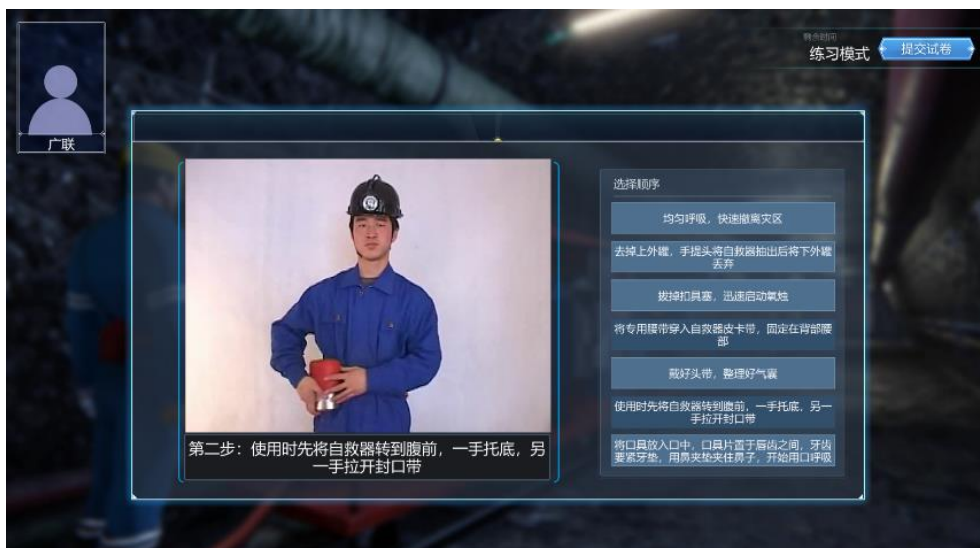 剩余时间
练习模式
提交试卷
广联
选择顺序
均匀呼吸，快速撤离灾区
去掉上外罐，手提头将自救器抽出后将下外罐
丢弃
拔掉扣具塞，迅速启动氧烛
将专用腰带穿入自救器皮卡带，固定在背部腰
部
戴好头带，整理好气囊
使用时先将自救器转到腹前，一手托底，另一
手拉开封口带
将口具放入口中，口具片置于唇齿之间，牙齿
要紧牙垫，用鼻夹垫夹住鼻子，开始用口呼吸
第二步：使用时先将自救器转到腹前，一手托底，另
一手拉开封口带